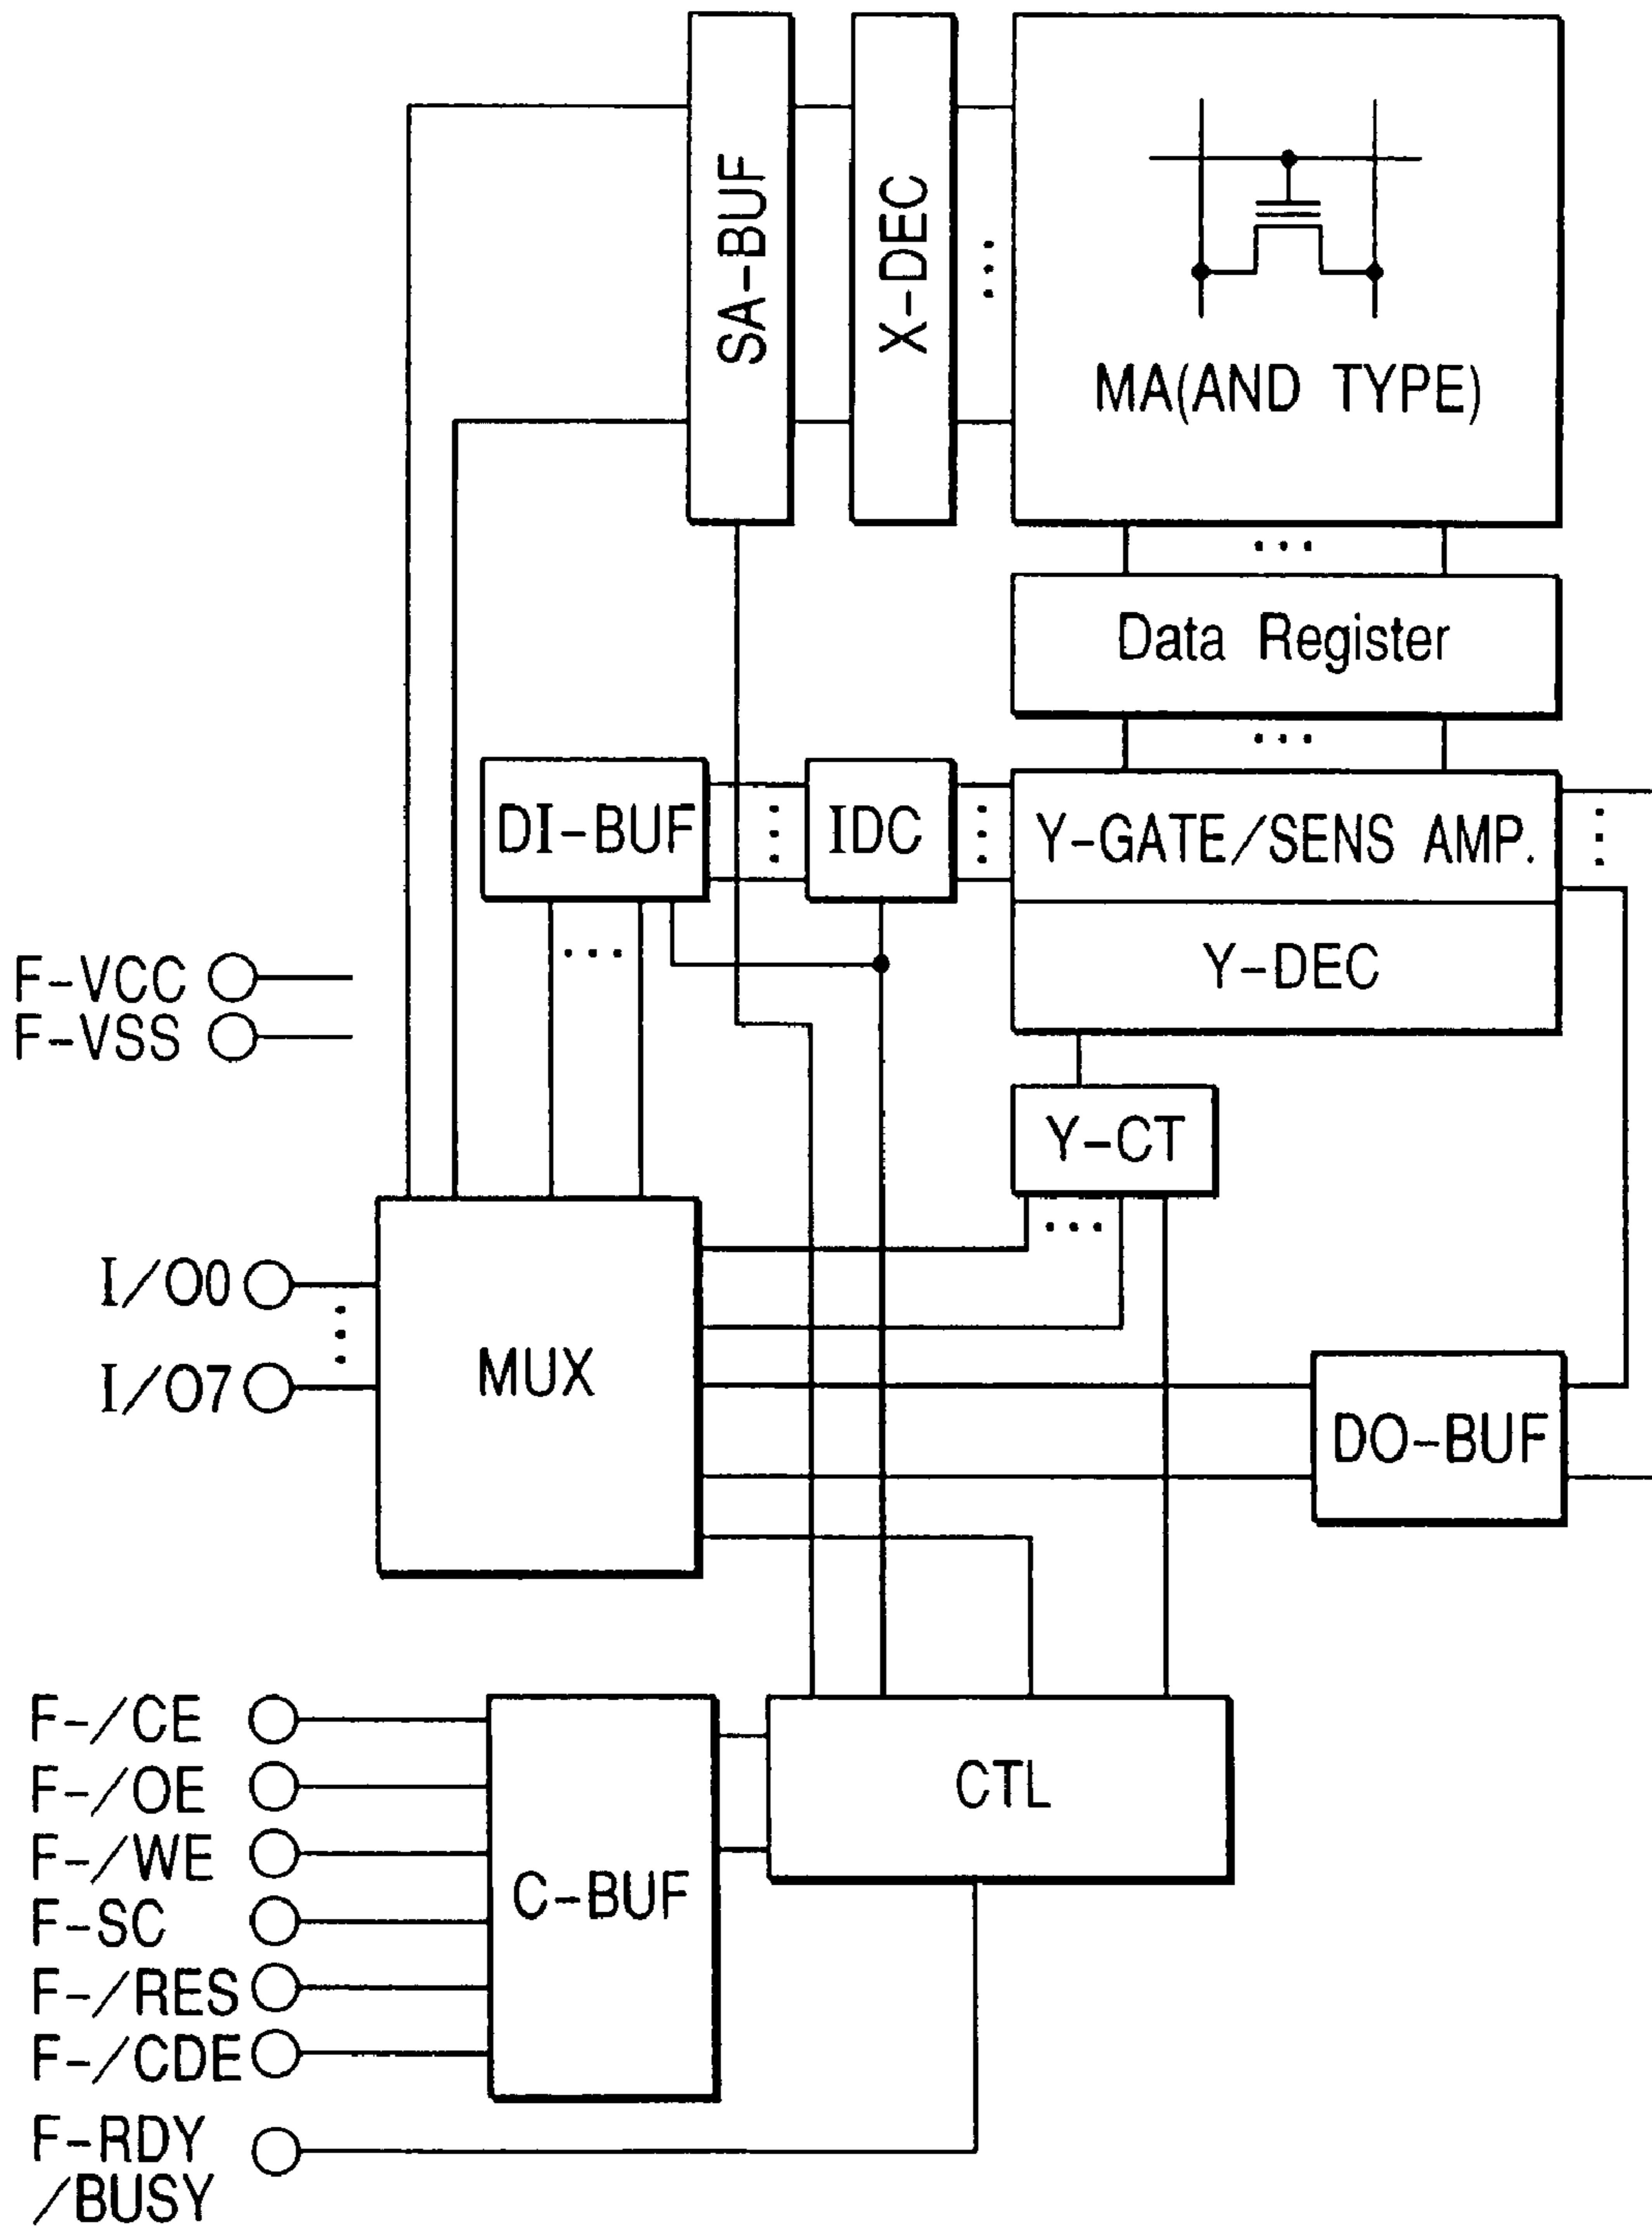 SA-BUF
X-DEC
MA(AND TYPE)
Data Register
DI-BUF
IDC
Y-GATE/SENS AMP.
Y-DEC
F-VCC
F-VSS
Y-CT
I/O0
I/O7
MUX
DO-BUF
F-/CE
F-/OE
F-/WE
F-SC
F-/RES
F-/CDE
F-RDY
/BUSY
C-BUF
CTL